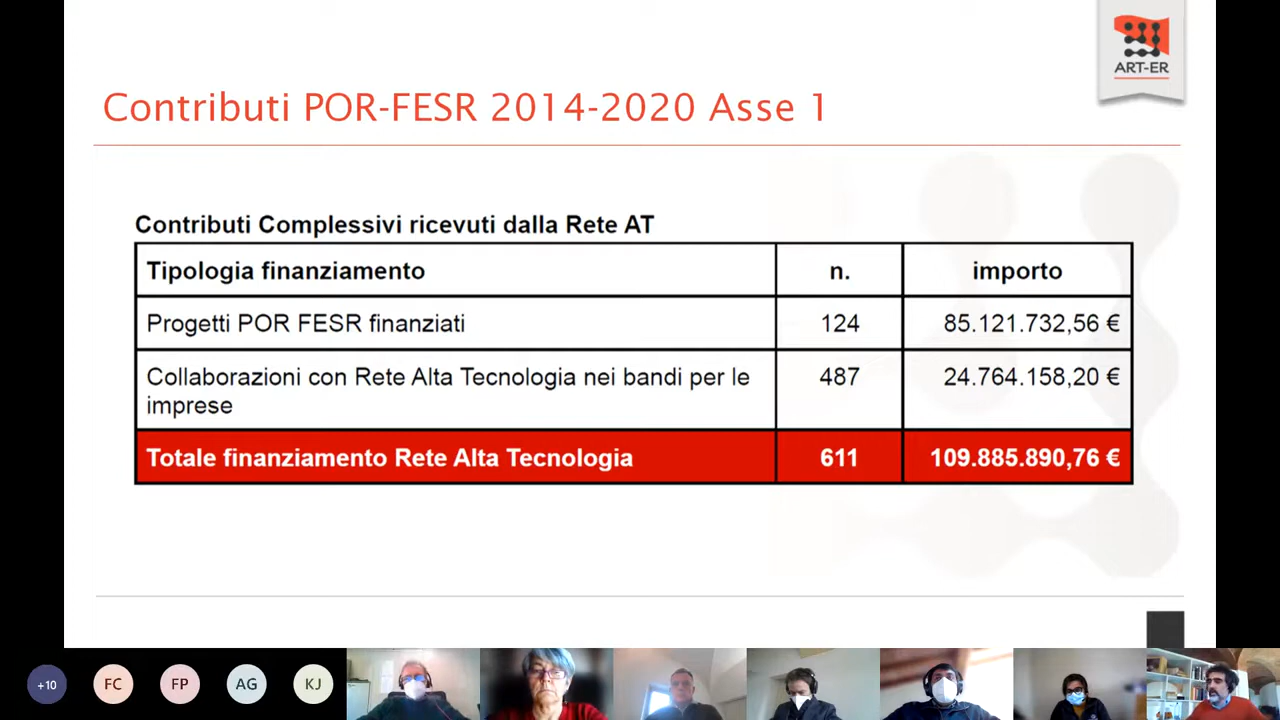 ART-ER
Contributi POR-FESR 2014-2020 Asse 1
Contributi Complessivi ricevuti dalla Rete AT
Tipologia finanziamento n. importo
Progetti POR FESR finanziati 124 85.121.732,56 €
Collaborazioni con Rete Alta Tecnologia nei bandi per le 487 24.764.158,20 €
imprese
Totale finanziamento Rete Alta Tecnologia 611 109.885.890,76 €
+10 FC FP AG KJ